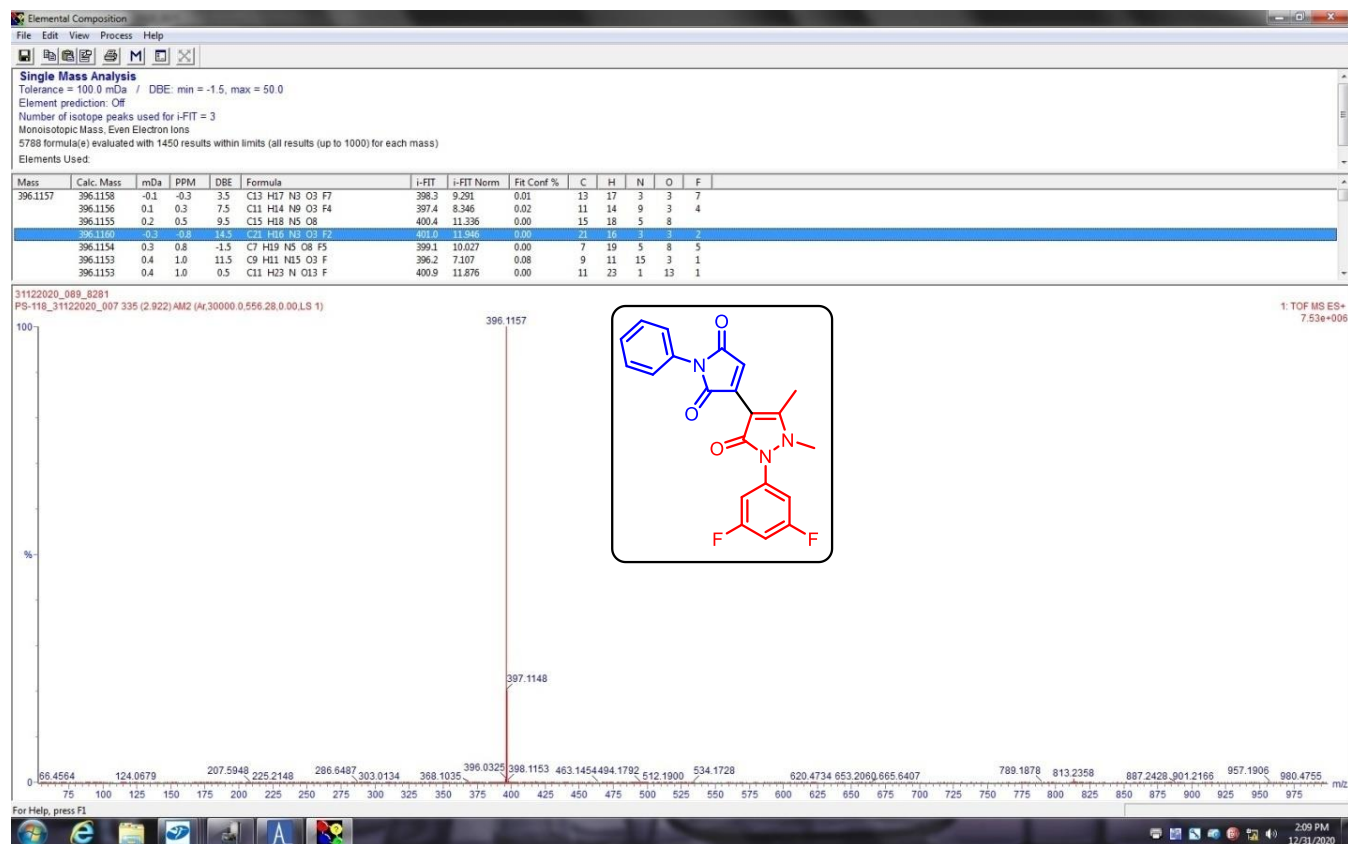 Elemental Composition
File Edit View Process Help
Single Mass Analysis
Tolerance = 100.0 mDa / DBE: min = -1.5, max = 50.0
Element prediction: Off
Number of isotope peaks used for i-FIT = 3
Monoisotopic Mass, Even Electron Ions
5788 formula(e) evaluated with 1450 results within limits (all results (up to 1000) for each mass)
Elements Used:
Mass Calc. Mass mDa PPM DBE Formula i-FIT i-FIT Norm Fit Conf % C H N O F
396.1157 396.1158 -0.1 -0.3 3.5 C13 H17 N3 O3 F7 398.3 9.291 0.01 13 17 3 3 7
396.1156 0.1 0.3 7.5 C11 H14 N9 O3 F4 397.4 8.346 0.02 11 14 9 3 4
396.1155 0.2 0.5 9.5 C15 H18 N5 O8 400.4 11.336 0.00 15 18 5 8
396.1160 -0.3 -0.8 14.5 C21 H16 N3 O3 F2 401.0 11.946 0.00 21 16 3 3 2
396.1154 0.3 0.8 -1.5 C7 H19 N5 O8 F5 399.1 10.027 0.00 7 19 5 8 5
396.1153 0.4 1.0 11.5 C9 H11 N15 O3 F 396.2 7.107 0.08 9 11 15 3 1
396.1153 0.4 1.0 0.5 C11 H23 N O13 F 400.9 11.876 0.00 11 23 1 13 1
31122020_089_8281
PS-118_31122020_007 335 (2.922) AM2 (Ar,30000.0,556.28,0.00,LS 1)
1: TOF MS ES+
7.53e+006
100
396.1157
O
N
O
O
N
N
F
F
%
397.1148
0
66.4564 124.0679 207.5948 225.2148 286.6487 303.0134 368.1035 396.0325 398.1153 463.1454 494.1792 512.1900 534.1728 620.4734 653.2060 665.6407 789.1878 813.2358 887.2428 901.2166 957.1906 980.4755
75 100 125 150 175 200 225 250 275 300 325 350 375 400 425 450 475 500 525 550 575 600 625 650 675 700 725 750 775 800 825 850 875 900 925 950 975 m/z
For Help, press F1
2:09 PM
12/31/2020